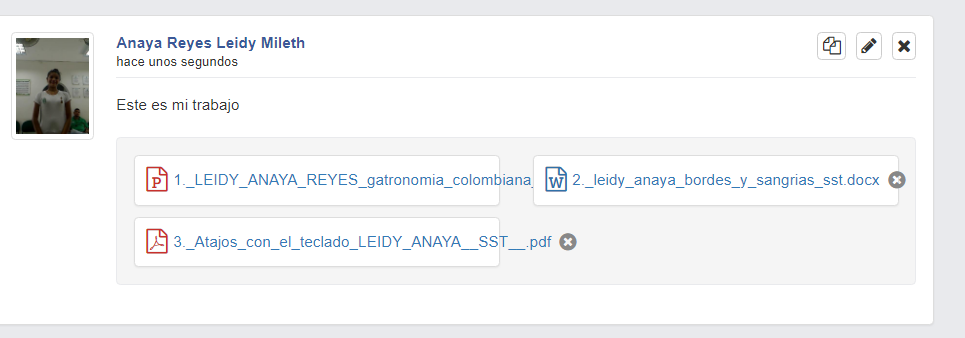 Anaya Reyes Leidy Mileth
hace unos segundos
Este es mi trabajo
1._LEIDY_ANAYA_REYES_gatronomia_colombiana_
2._leidy_anaya_bordes_y_sangrias_sst.docx
3._Atajos_con_el_teclado_LEIDY_ANAYA__SST__.pdf